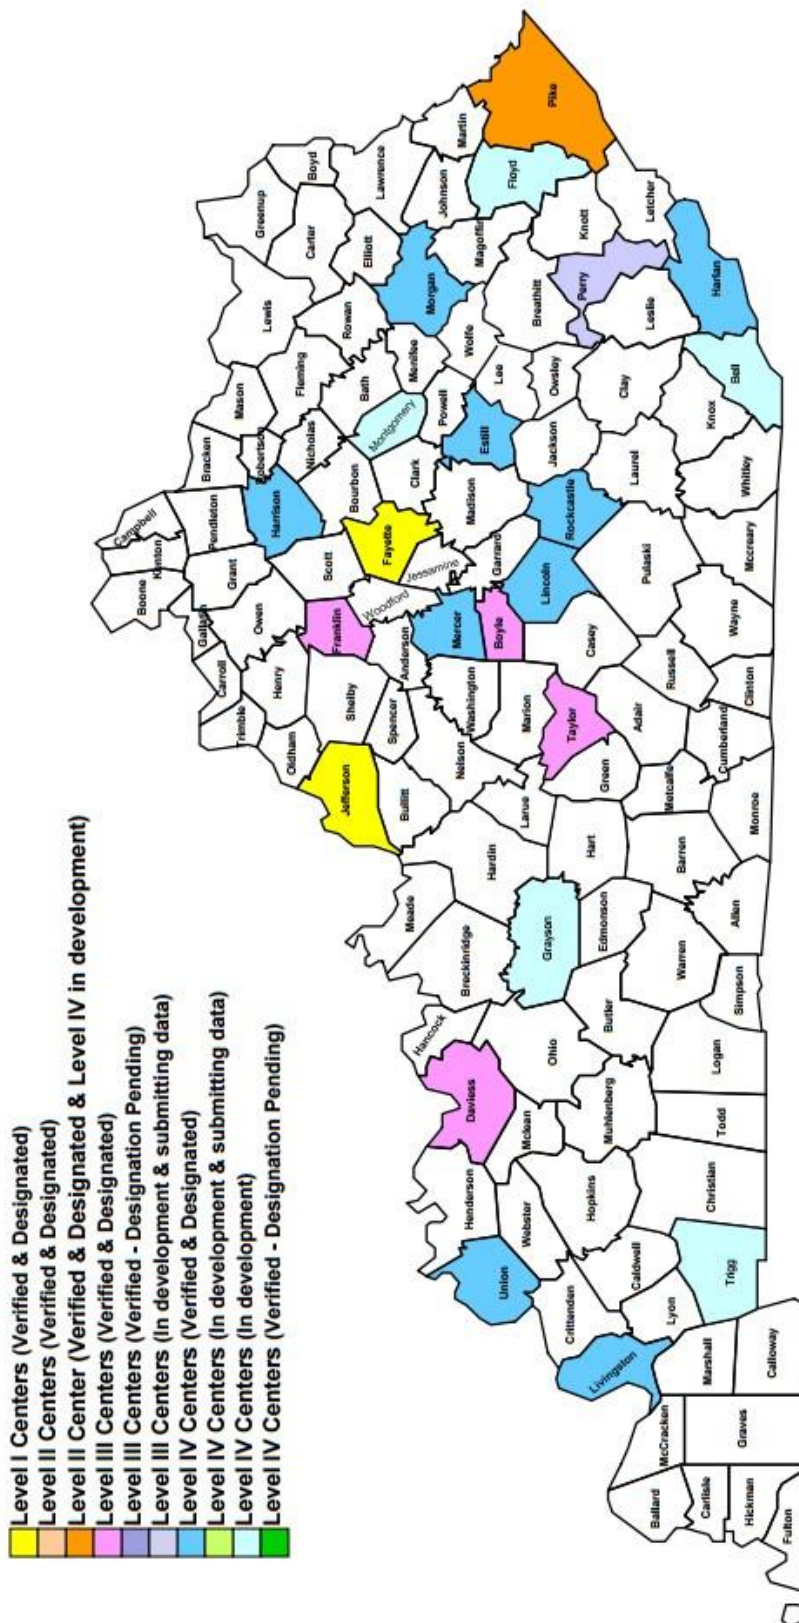 Level I Centers (Verified & Designated)
Level II Centers (Verified & Designated)
Level II Center (Verified & Designated & Level IV in development)
Level III Centers (Verified & Designated)
Level III Centers (Verified - Designation Pending)
Level III Centers (In development & submitting data)
Level IV Centers (Verified & Designated)
Level IV Centers (In development & submitting data)
Level IV Centers (In development)
Level IV Centers (Verified - Designation Pending)
Boone
Kenton
Campbell
Gallatin
Grant
Pendleton
Bracken
Mason
Lewis
Greenup
Boyd
Carter
Lawrence
Elliott
Rowan
Fleming
Robertson
Nicholas
Harrison
Owen
Carroll
Trimble
Henry
Oldham
Shelby
Franklin
Scott
Bourbon
Bath
Montgomery
Menifee
Morgan
Johnson
Martin
Magoffin
Floyd
Pike
Jefferson
Bullitt
Spencer
Anderson
Woodford
Fayette
Jessamine
Clark
Powell
Wolfe
Estill
Lee
Breathitt
Knott
Letcher
Perry
Owsley
Meade
Breckinridge
Hancock
Hardin
Nelson
Washington
Mercer
Boyle
Garrard
Madison
Jackson
Rockcastle
Lincoln
Marion
Larue
Grayson
Ohio
Daviess
Mclean
Henderson
Union
Webster
Hopkins
Muhlenberg
Butler
Edmonson
Hart
Green
Taylor
Casey
Pulaski
Laurel
Clay
Leslie
Harlan
Bell
Knox
Whitley
Mccreary
Wayne
Russell
Adair
Metcalfe
Cumberland
Clinton
Monroe
Barren
Allen
Warren
Simpson
Logan
Todd
Christian
Trigg
Caldwell
Crittenden
Lyon
Livingston
Marshall
Calloway
McCracken
Graves
Ballard
Carlisle
Hickman
Fulton